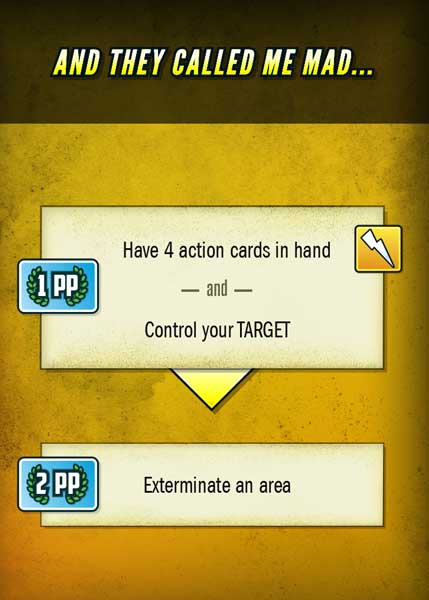 AND THEY CALLED ME MAD...
Have 4 action cards in hand
1 PP
— and —
Control your TARGET
2 PP
Exterminate an area